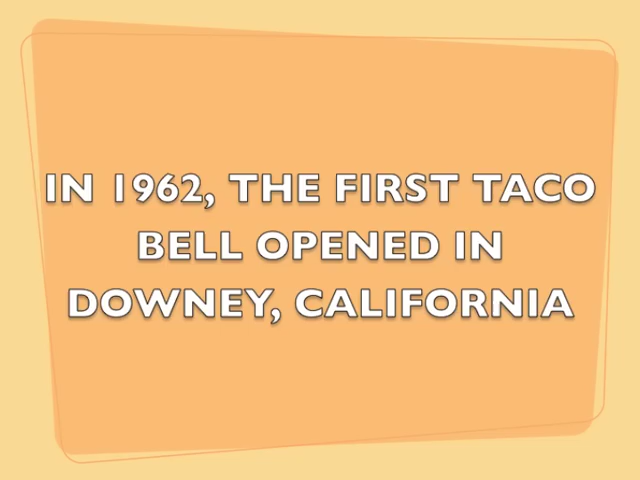 IN 1962, THE FIRST TACO
BELL OPENED IN
DOWNEY, CALIFORNIA